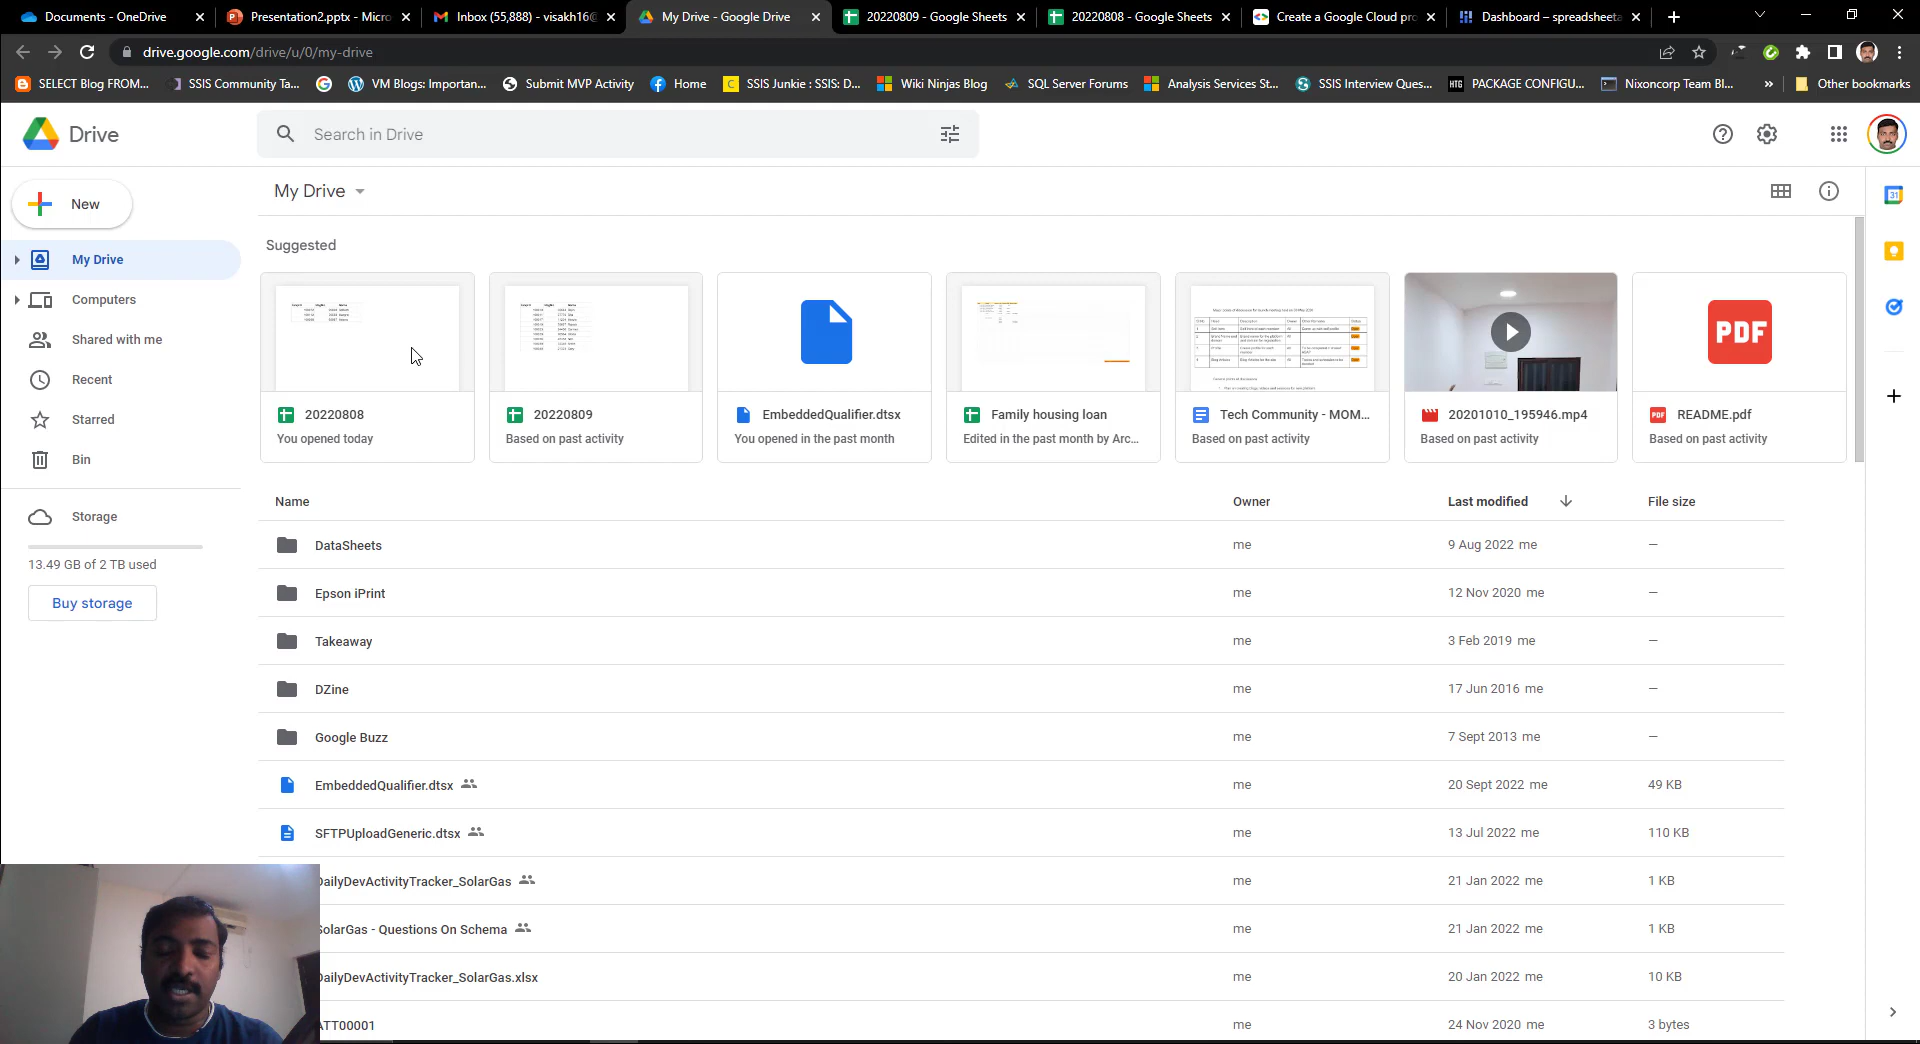 Documents - OneDrive
Presentation2.pptx - Micro
Inbox (55,888) - visakh16@
My Drive - Google Drive
20220809 - Google Sheets
20220808 - Google Sheets
Create a Google Cloud pro
Dashboard – spreadsheeta
drive.google.com/drive/u/0/my-drive
SELECT Blog FROM...
SSIS Community Ta...
VM Blogs: Importan...
Submit MVP Activity
Home
SSIS Junkie : SSIS: D...
Wiki Ninjas Blog
SQL Server Forums
Analysis Services St...
SSIS Interview Ques...
HTG
PACKAGE CONFIGU...
Nixoncorp Team Bl...
»
Other bookmarks
Drive
Search in Drive
New
My Drive
31
My Drive
Computers
Shared with me
Recent
Starred
Bin
Storage
13.49 GB of 2 TB used
Buy storage
Suggested
PDF
20220808
You opened today
20220809
Based on past activity
EmbeddedQualifier.dtsx
You opened in the past month
Family housing loan
Edited in the past month by Arc...
Tech Community - MOM...
Based on past activity
20201010_195946.mp4
Based on past activity
PDF
README.pdf
Based on past activity
Name Owner Last modified File size
DataSheets me 9 Aug 2022 me —
Epson iPrint me 12 Nov 2020 me —
Takeaway me 3 Feb 2019 me —
DZine me 17 Jun 2016 me —
Google Buzz me 7 Sept 2013 me —
EmbeddedQualifier.dtsx me 20 Sept 2022 me 49 KB
SFTPUploadGeneric.dtsx me 13 Jul 2022 me 110 KB
DailyDevActivityTracker_SolarGas me 21 Jan 2022 me 1 KB
SolarGas - Questions On Schema me 21 Jan 2022 me 1 KB
DailyDevActivityTracker_SolarGas.xlsx me 20 Jan 2022 me 10 KB
ATT00001 me 24 Nov 2020 me 3 bytes